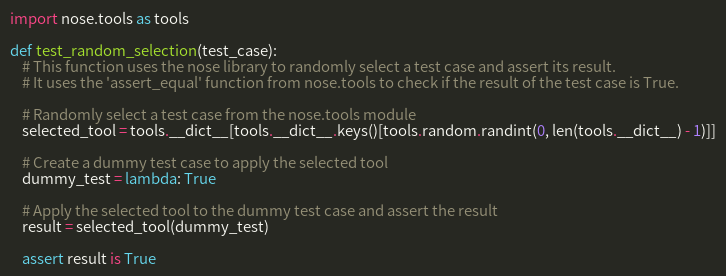 import nose.tools as tools
def test_random_selection(test_case):
# This function uses the nose library to randomly select a test case and assert its result.
# It uses the 'assert_equal' function from nose.tools to check if the result of the test case is True.
# Randomly select a test case from the nose.tools module
selected_tool = tools.__dict__[tools.__dict__.keys()[tools.random.randint(0, len(tools.__dict__) - 1)]]
# Create a dummy test case to apply the selected tool
dummy_test = lambda: True
# Apply the selected tool to the dummy test case and assert the result
result = selected_tool(dummy_test)
assert result is True